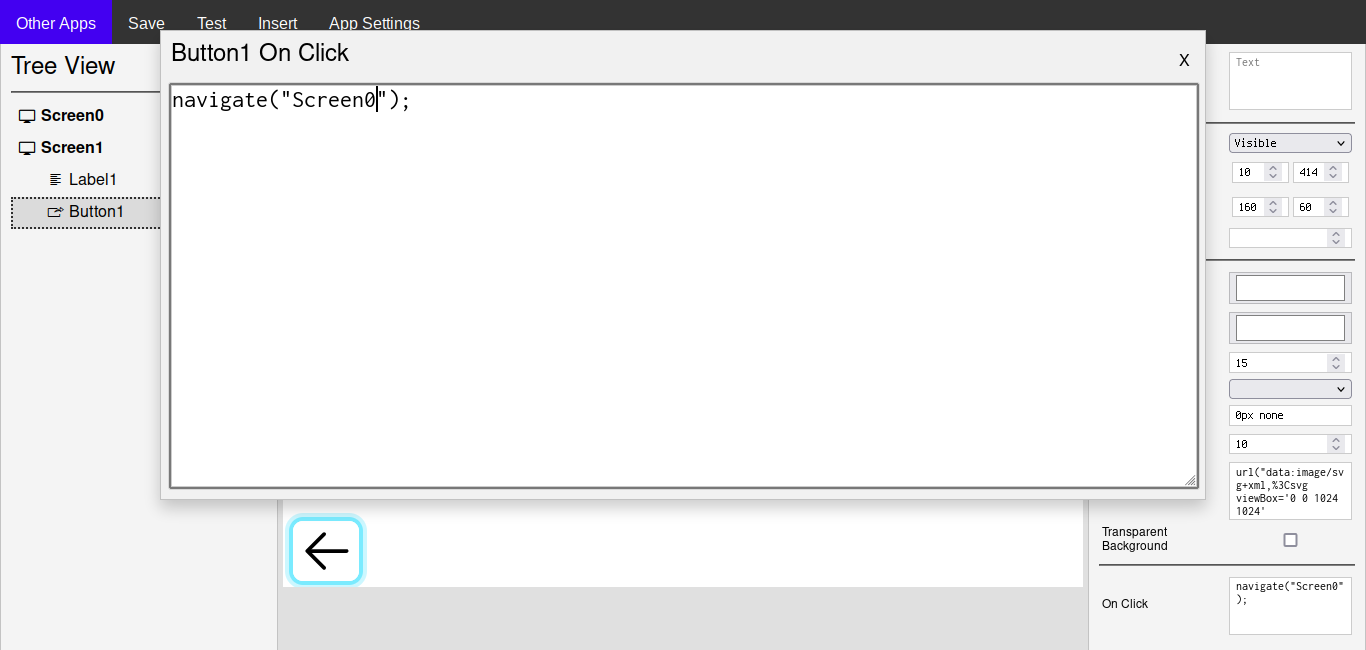 Other Apps Save Test Insert App Settings
Button1 On Click
X
Tree View
Screen0
Screen1
Label1
Button1
navigate("Screen0");
Text
Visible
10 414
160 60
15
0px none
10
url("data:image/sv
g+xml,%3Csvg
viewBox='0 0 1024
1024'
Transparent
Background
On Click
navigate("Screen0"
);